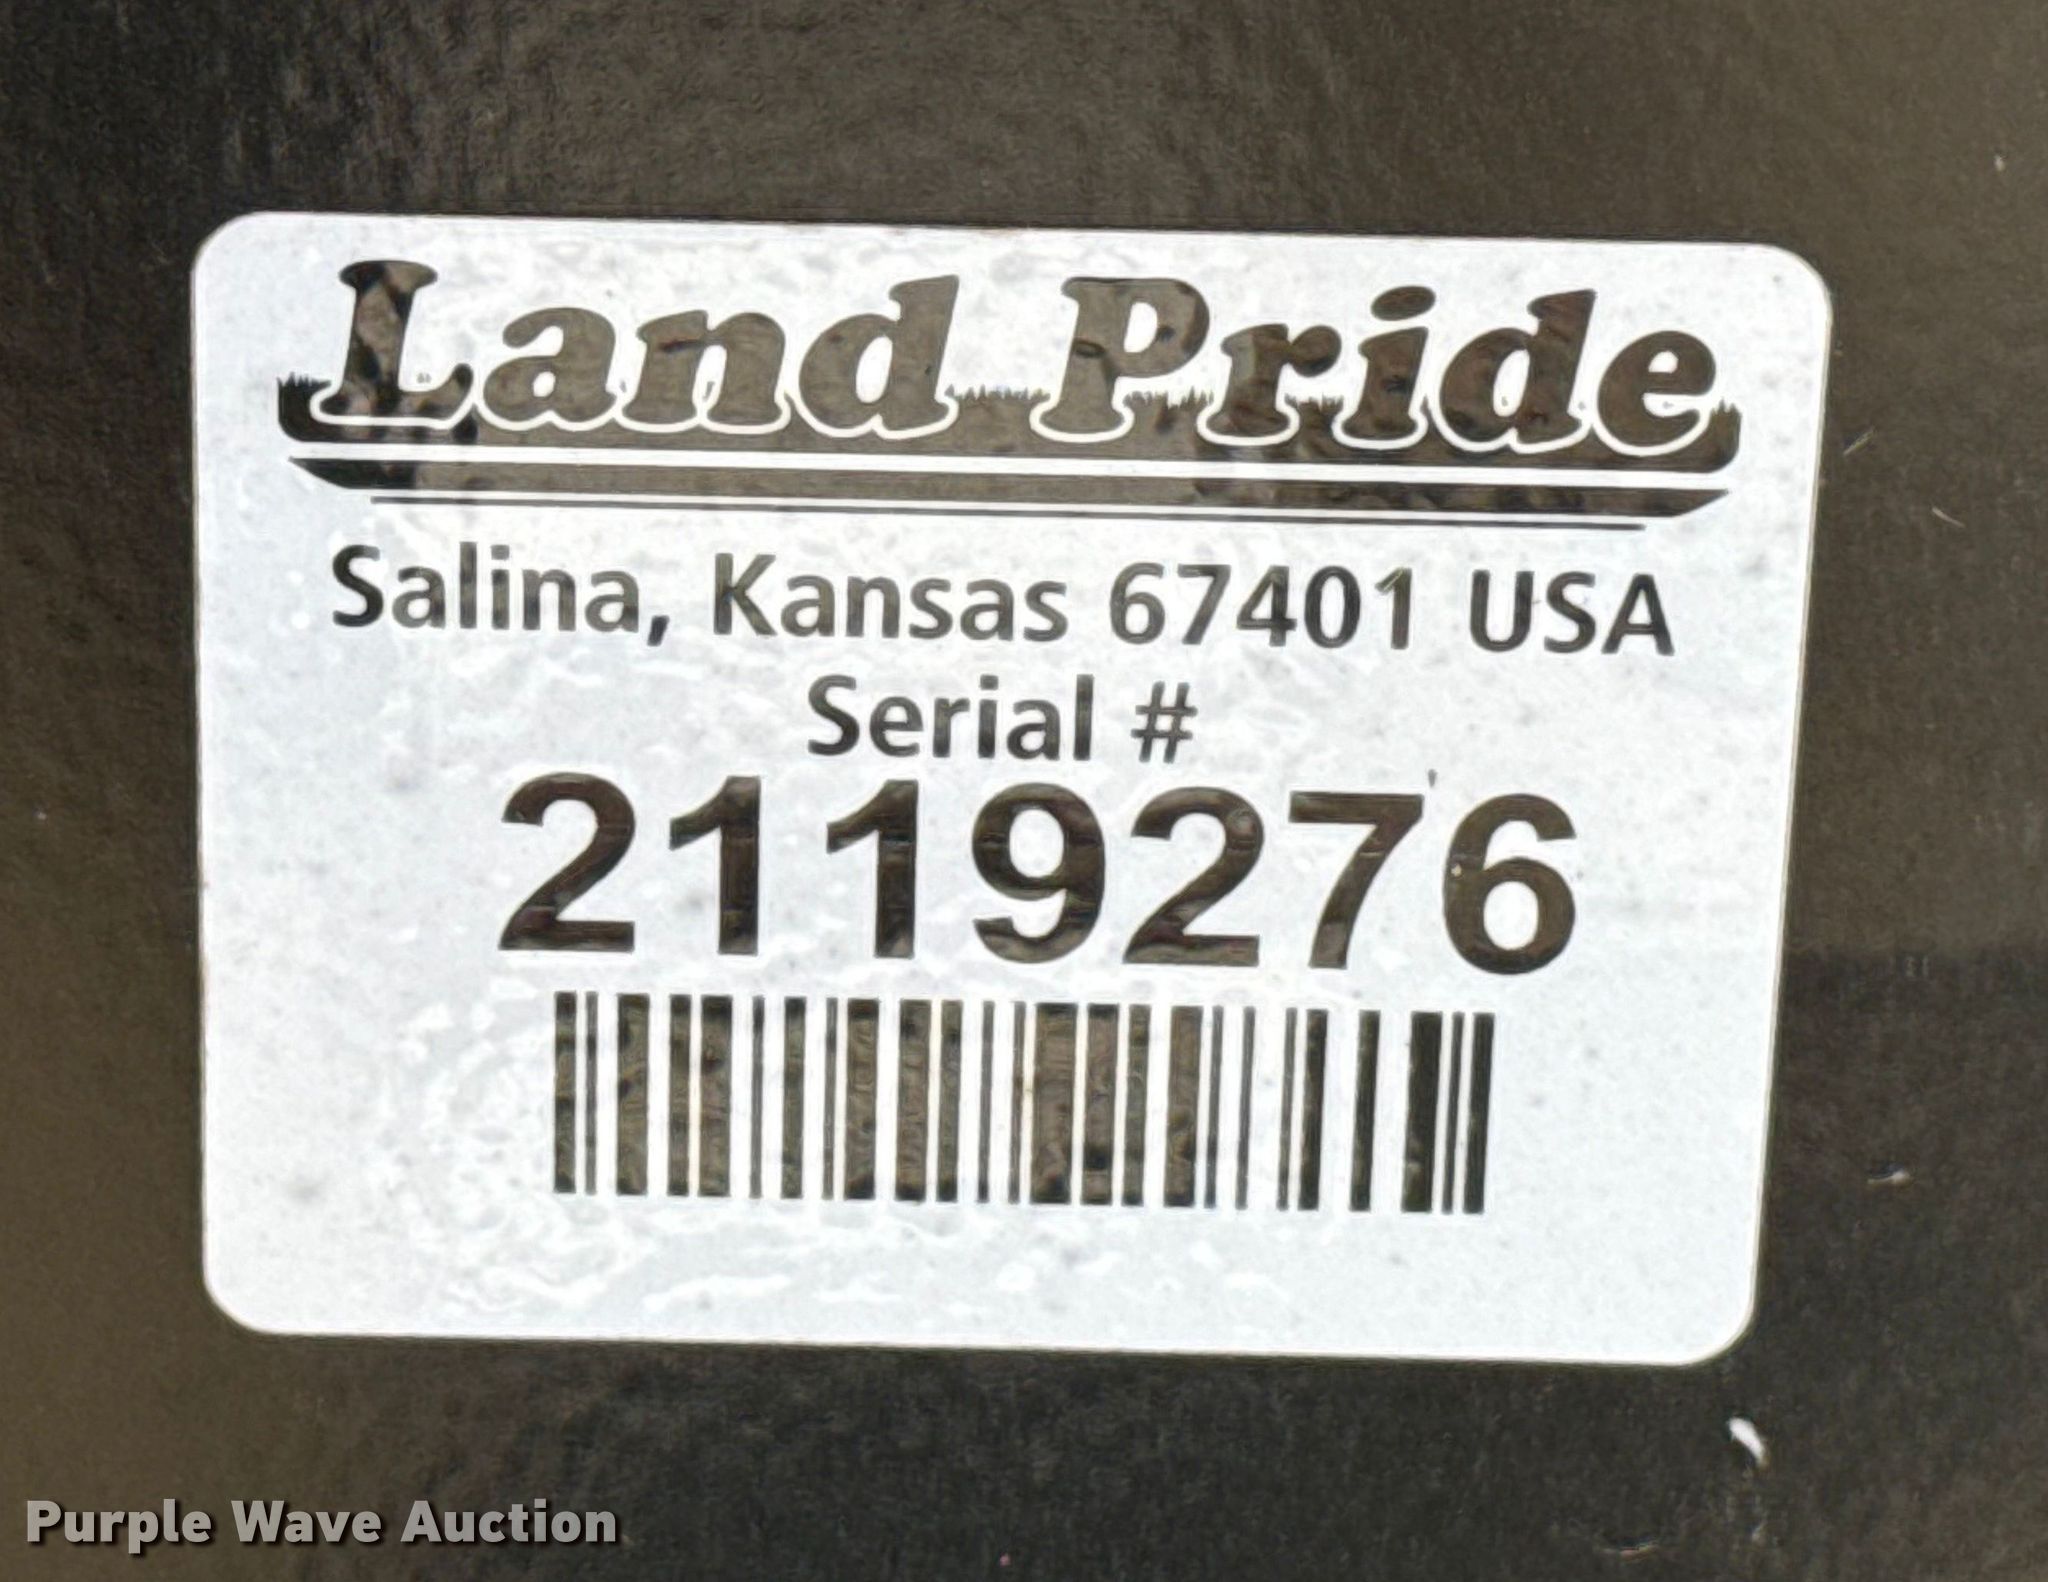 Land Pride
Salina, Kansas 67401 USA
Serial #
2119276
Purple Wave Auction